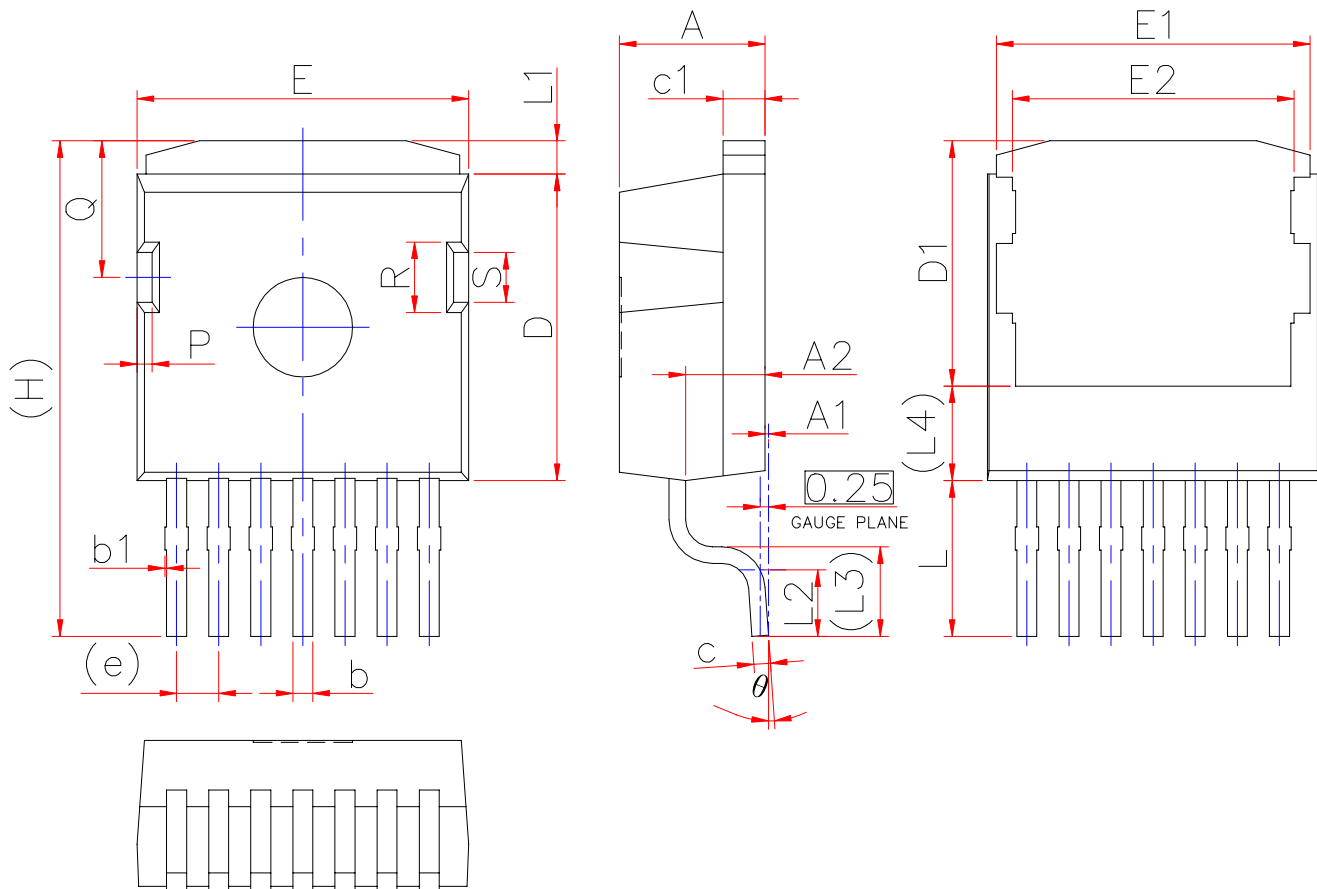 E
L1
Q
R
S
D
P
(H)
b1
(e)
b
A
c1
A2
A1
0.25
GAUGE PLANE
L2
(L3)
c
θ
E1
E2
D1
(L4)
L